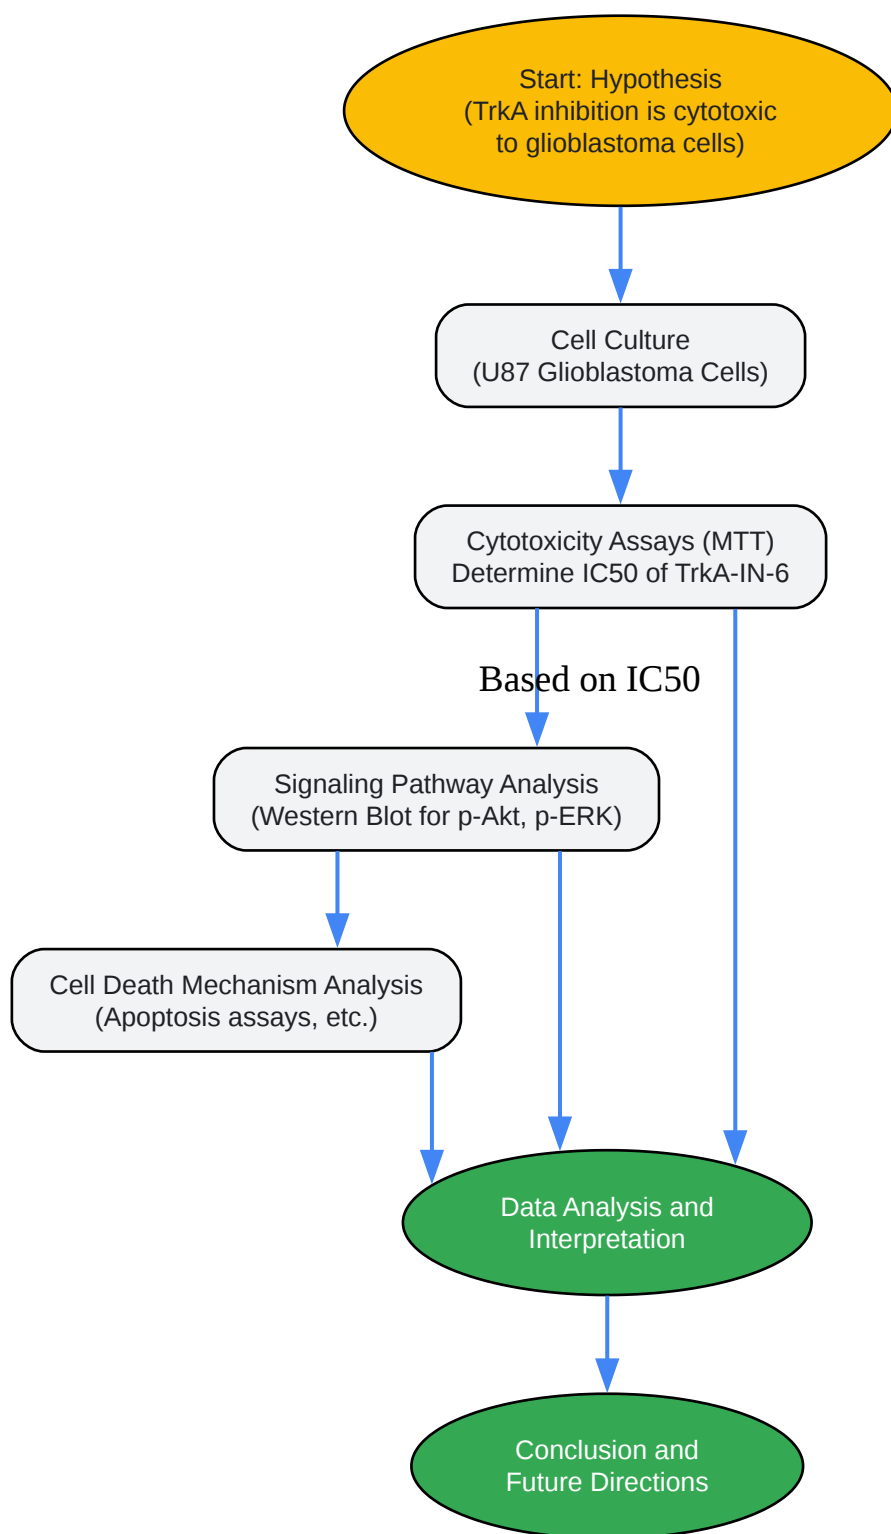 Start: Hypothesis
(TrkA inhibition is cytotoxic
to glioblastoma cells)
Cell Culture
(U87 Glioblastoma Cells)
Cytotoxicity Assays (MTT)
Determine IC50 of TrkA-IN-6
Based on IC50
Signaling Pathway Analysis
(Western Blot for p-Akt, p-ERK)
Cell Death Mechanism Analysis
(Apoptosis assays, etc.)
Data Analysis and
Interpretation
Conclusion and
Future Directions